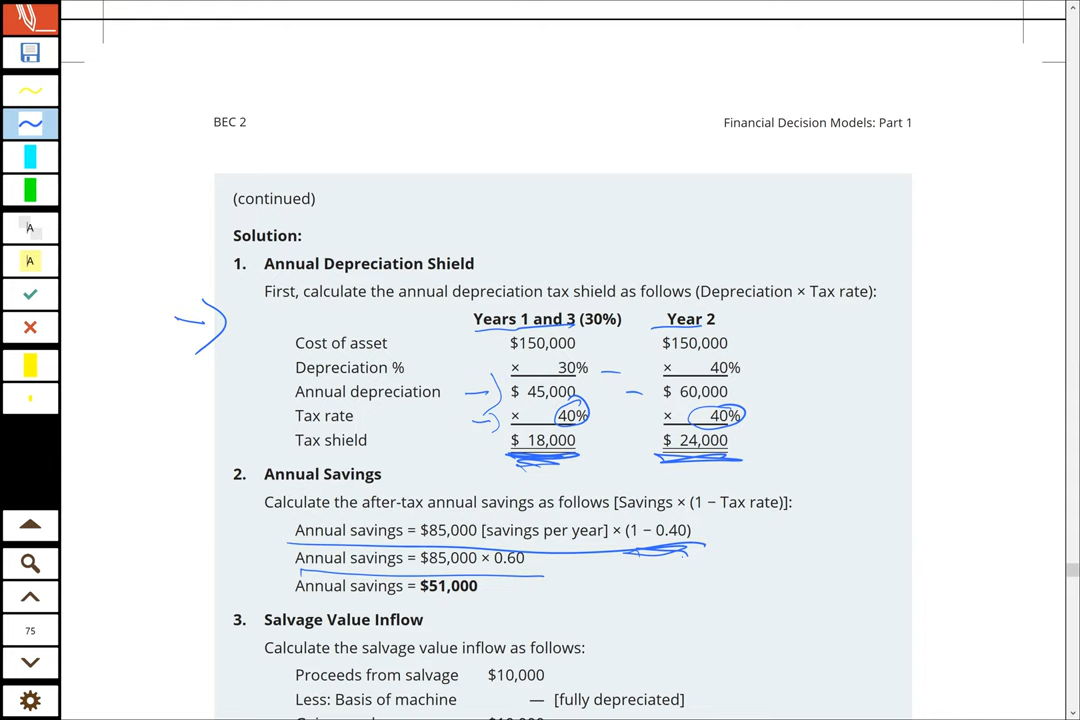 BEC 2 Financial Decision Models: Part 1
(continued)
Solution:
1. Annual Depreciation Shield
First, calculate the annual depreciation tax shield as follows (Depreciation × Tax rate):
Years 1 and 3 (30%) Year 2
Cost of asset $150,000 $150,000
Depreciation % × 30% × 40%
Annual depreciation $ 45,000 $ 60,000
Tax rate × 40% × 40%
Tax shield $ 18,000 $ 24,000
2. Annual Savings
Calculate the after-tax annual savings as follows [Savings × (1 − Tax rate)]:
Annual savings = $85,000 [savings per year] × (1 − 0.40)
Annual savings = $85,000 × 0.60
Annual savings = $51,000
3. Salvage Value Inflow
Calculate the salvage value inflow as follows:
Proceeds from salvage $10,000
Less: Basis of machine — [fully depreciated]
A
A
75